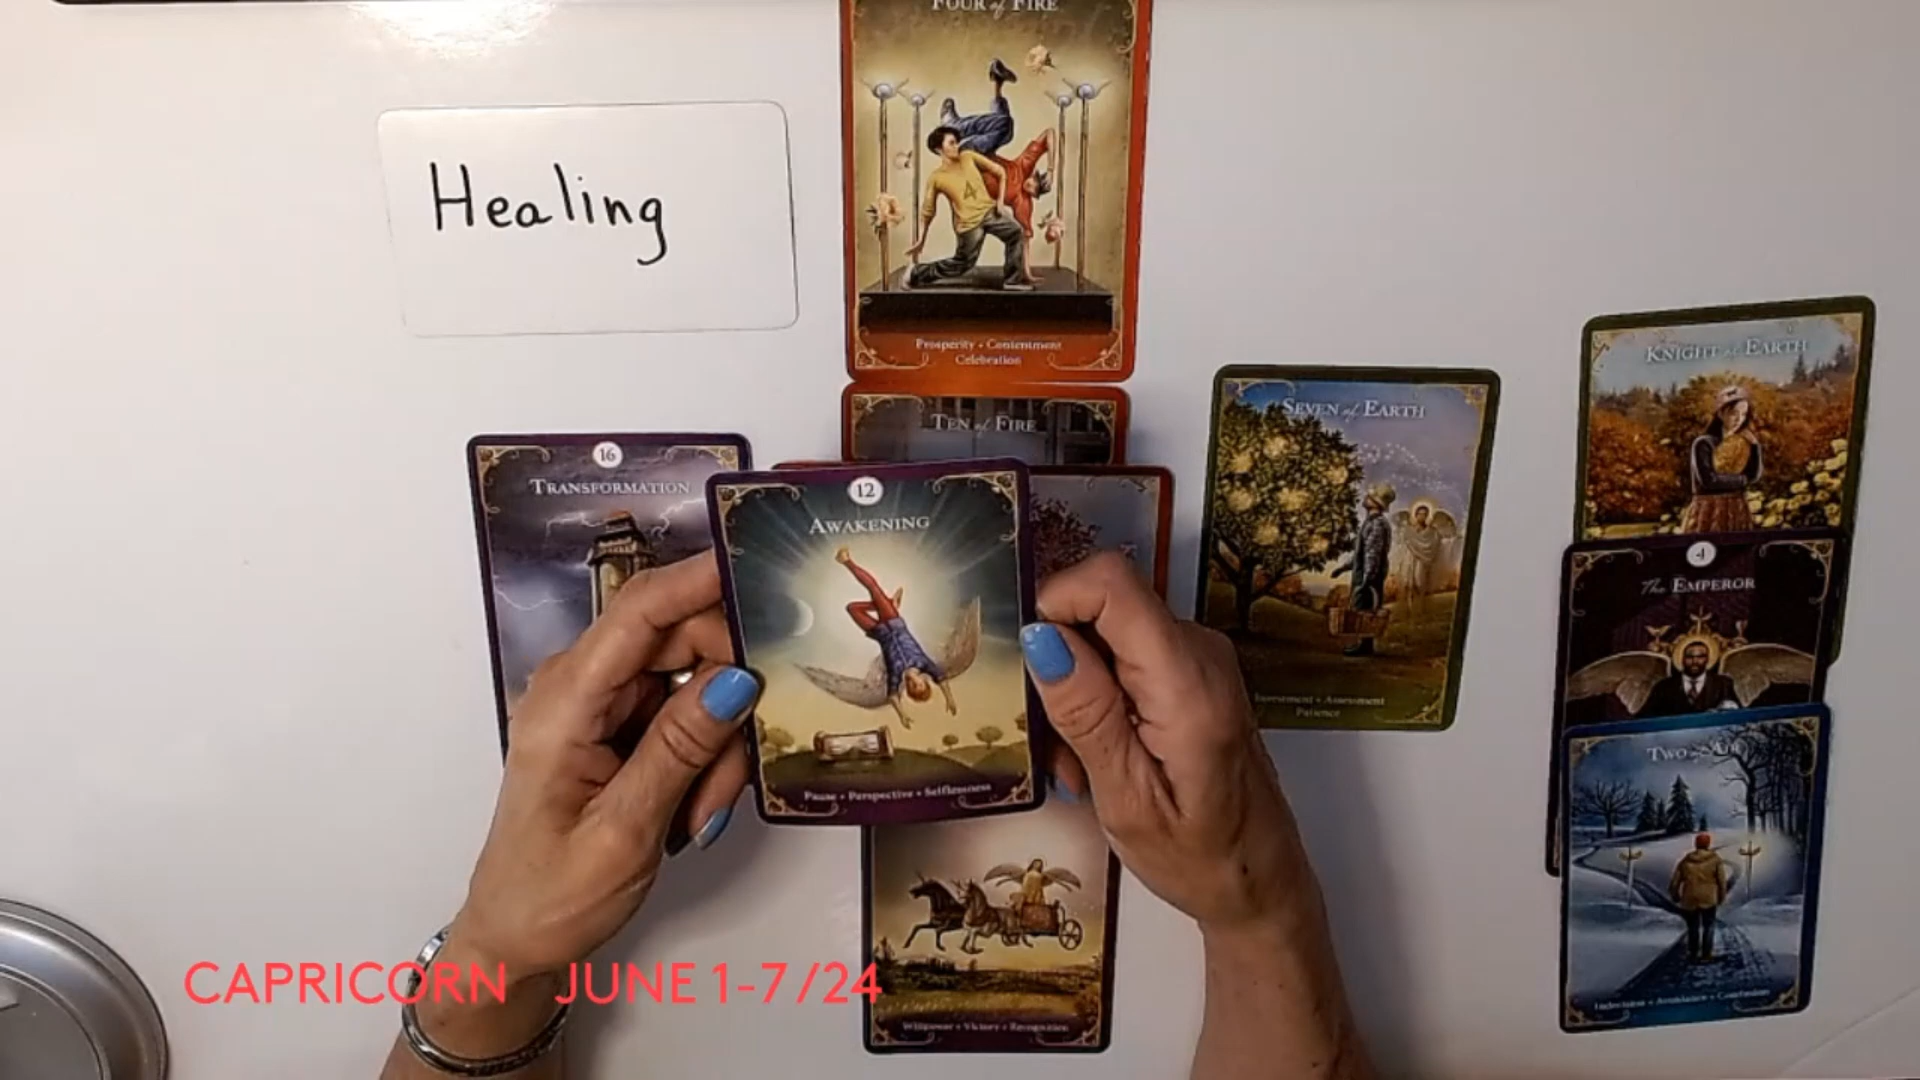 FOUR of FIRE
Healing
Prosperity • Contentment
Celebration
TEN of FIRE
16
TRANSFORMATION
12
AWAKENING
Pause • Perspective • Selflessness
SEVEN of EARTH
Investment • Assessment
Patience
KNIGHT of EARTH
4
The EMPEROR
TWO of AIR
Indecision • Avoidance • Confusion
Willpower • Victory • Recognition
CAPRICORN JUNE 1-7/24